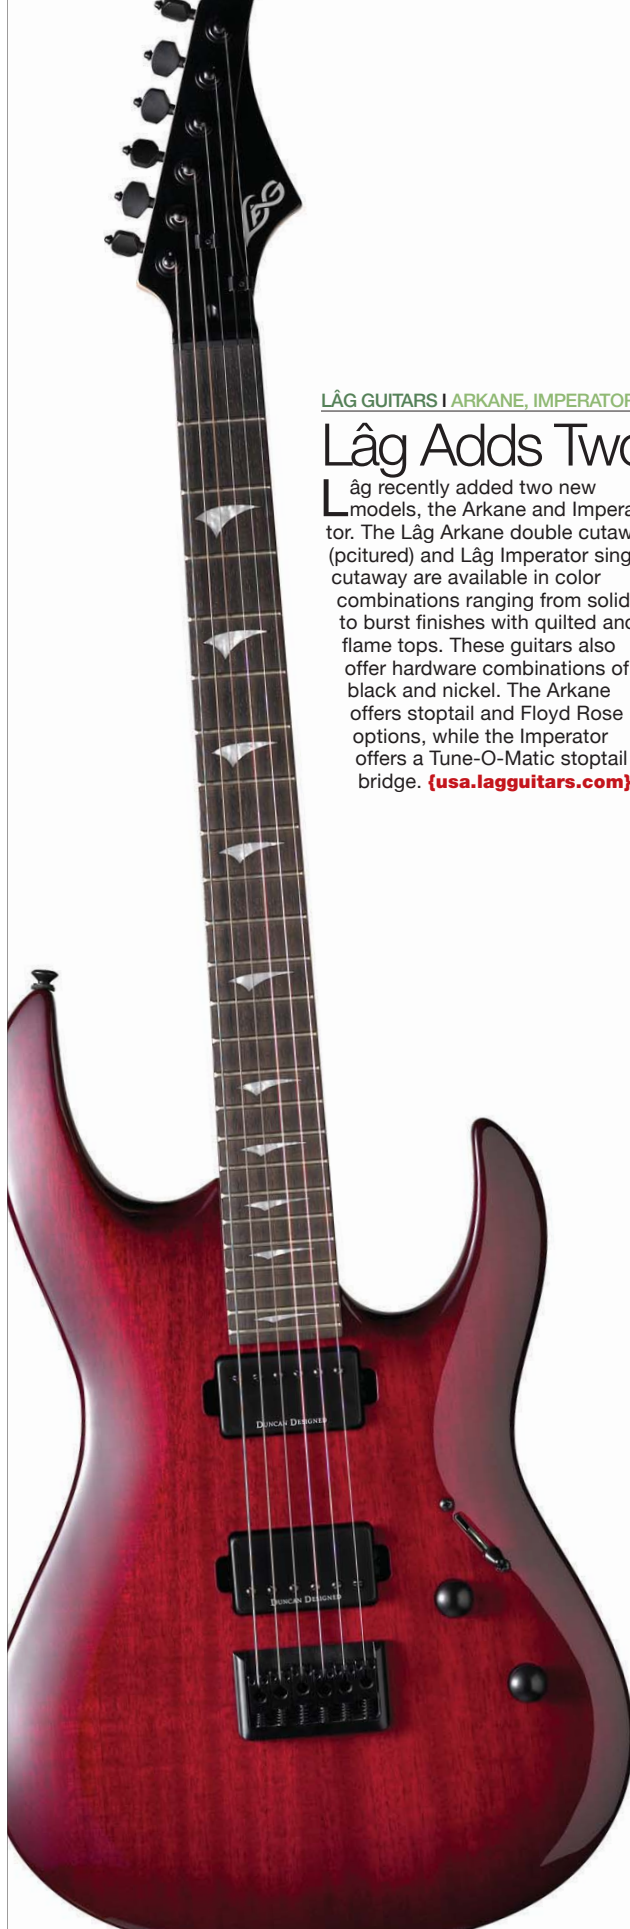 LÂG
LÂG GUITARS I ARKANE, IMPERATOR
Lâg Adds Two
Lâg recently added two new
models, the Arkane and Impera
tor. The Lâg Arkane double cutaw
(pcitured) and Lâg Imperator sing
cutaway are available in color
combinations ranging from solid
to burst finishes with quilted and
flame tops. These guitars also
offer hardware combinations of
black and nickel. The Arkane
offers stoptail and Floyd Rose
options, while the Imperator
offers a Tune-O-Matic stoptail
bridge. {usa.lagguitars.com}
DUNCAN DESIGNED
DUNCAN DESIGNED